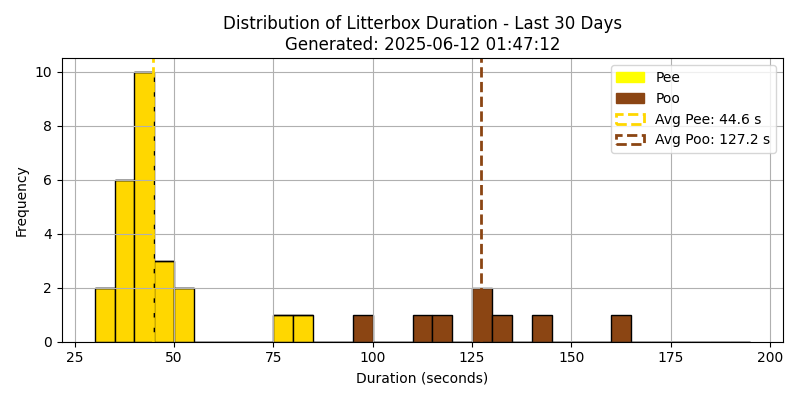 Distribution of Litterbox Duration - Last 30 Days
Generated: 2025-06-12 01:47:12
Pee
Poo
Avg Pee: 44.6 s
Avg Poo: 127.2 s
Frequency
10
8
6
4
2
0
25 50 75 100 125 150 175 200
Duration (seconds)